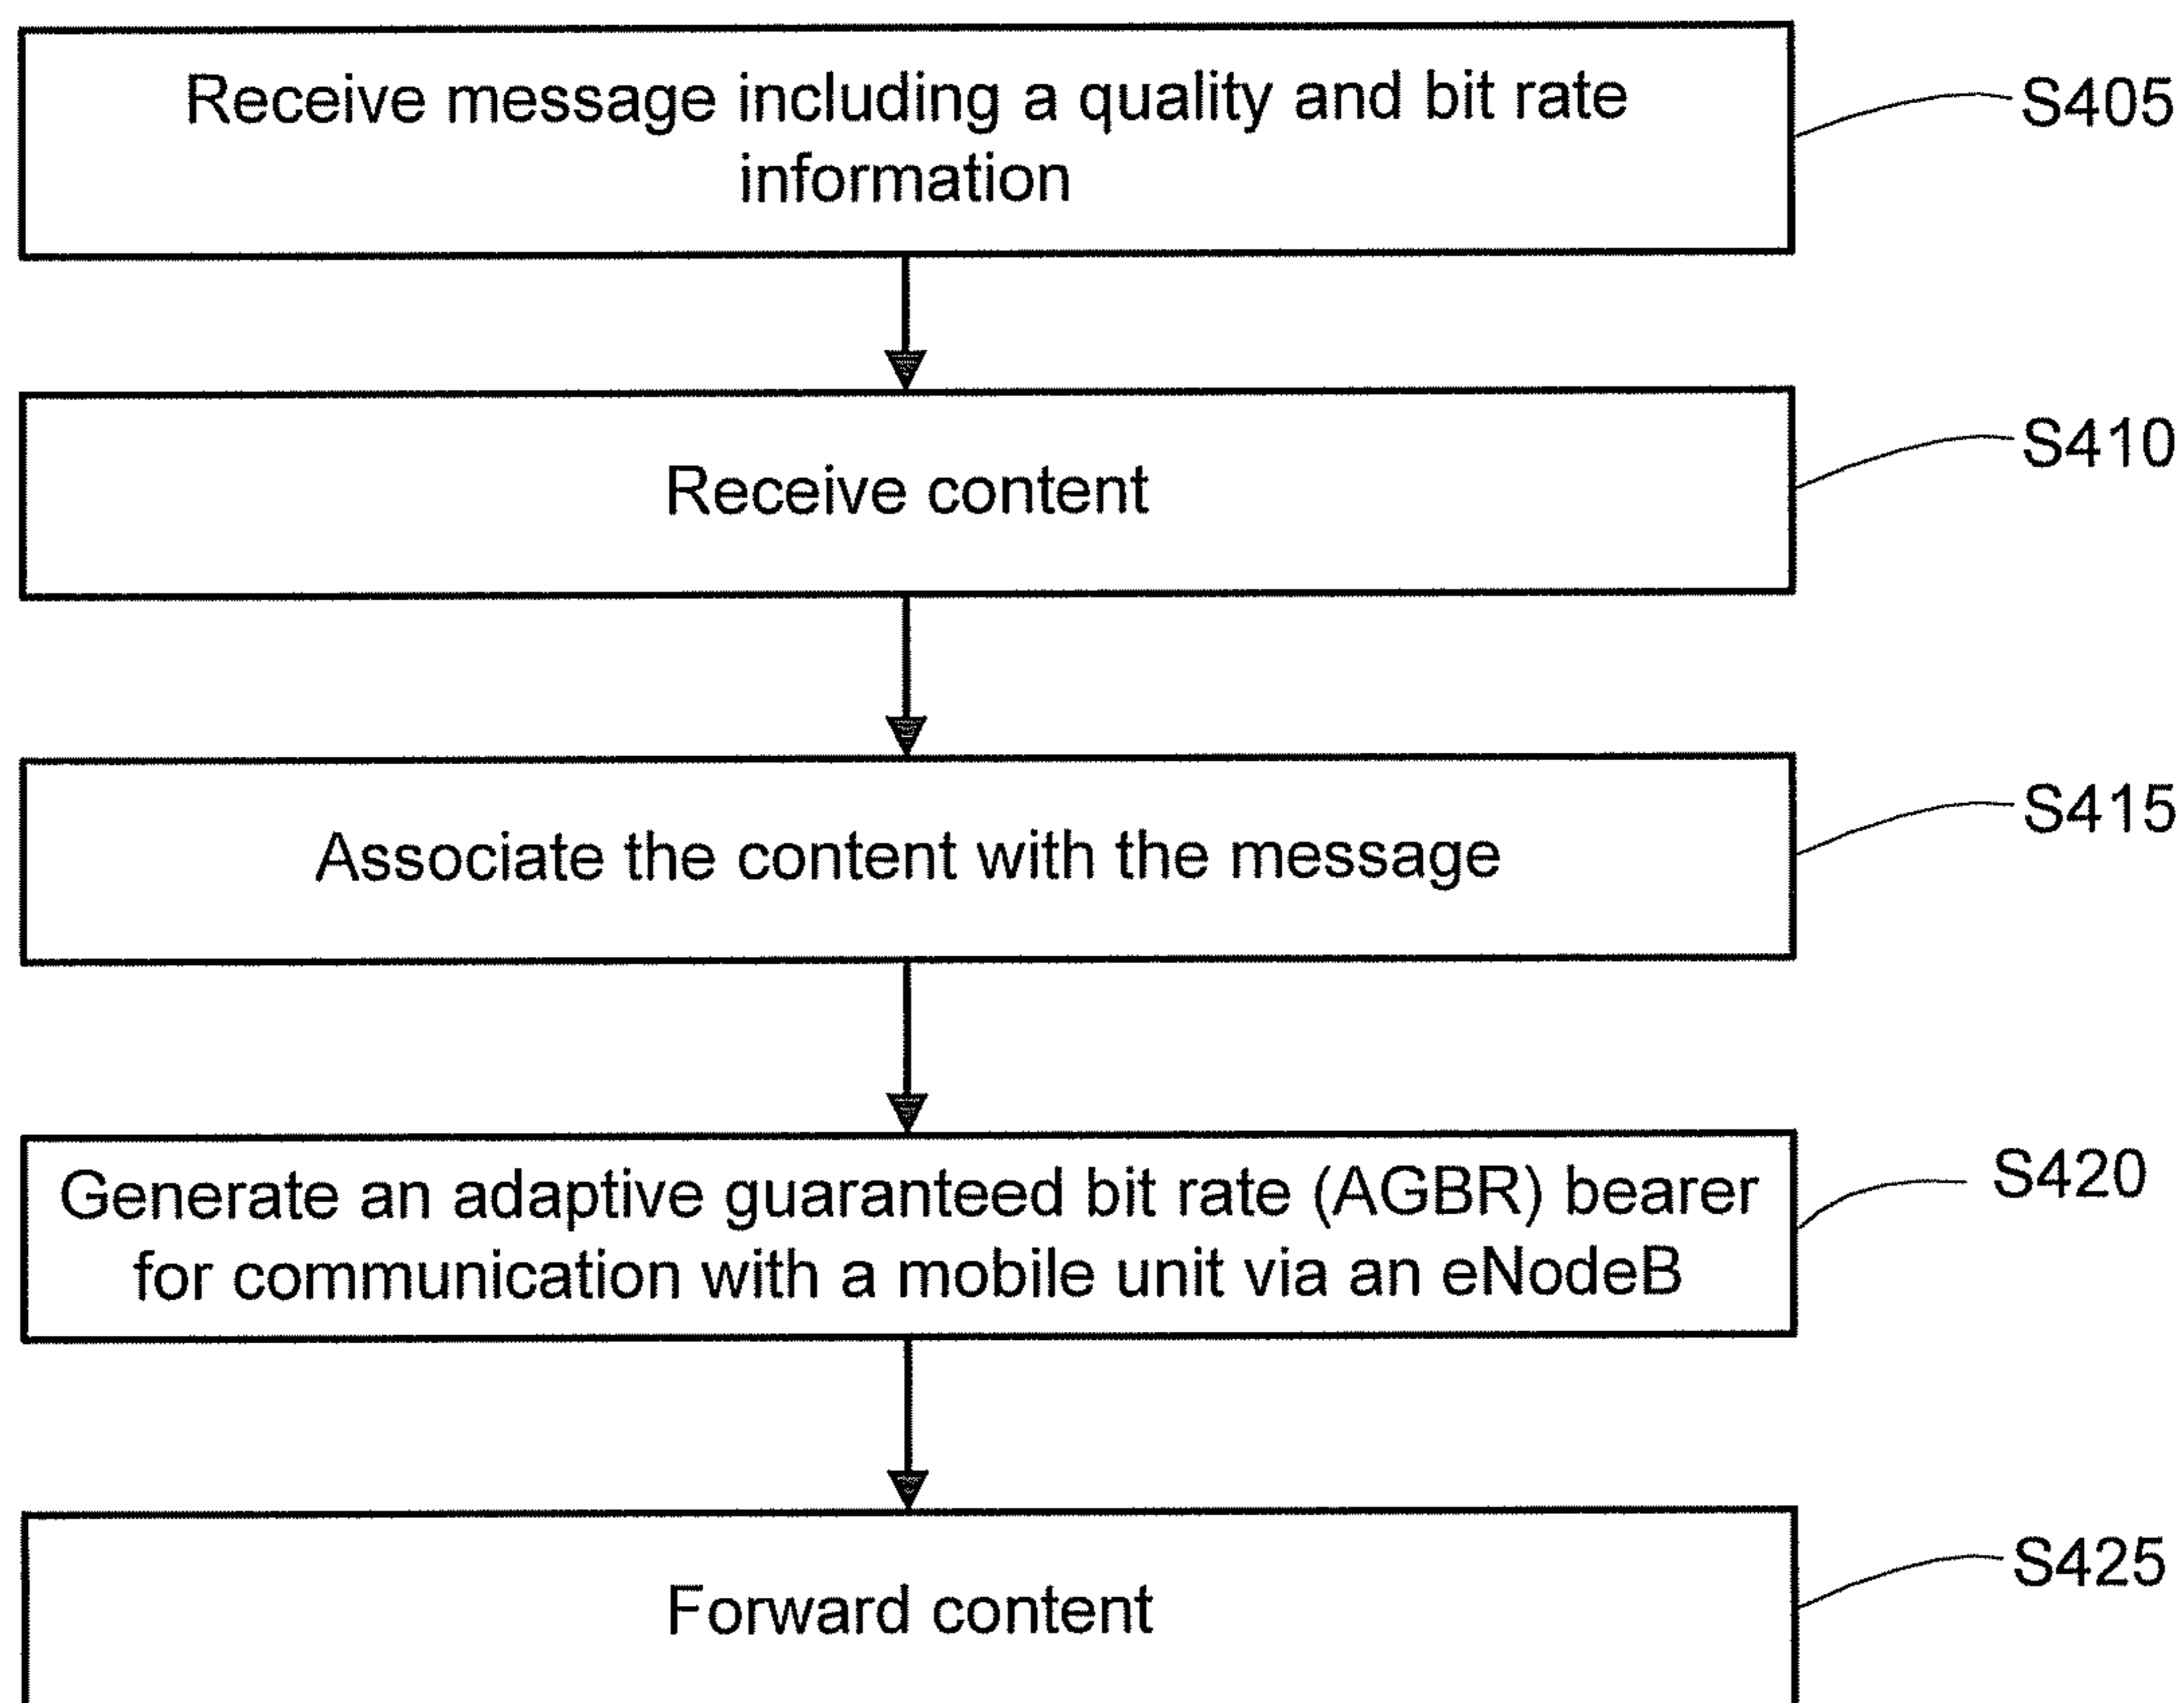 Receive message including a quality and bit rate
information
S405
Receive content
S410
Associate the content with the message
S415
Generate an adaptive guaranteed bit rate (AGBR) bearer
for communication with a mobile unit via an eNodeB
S420
Forward content
S425